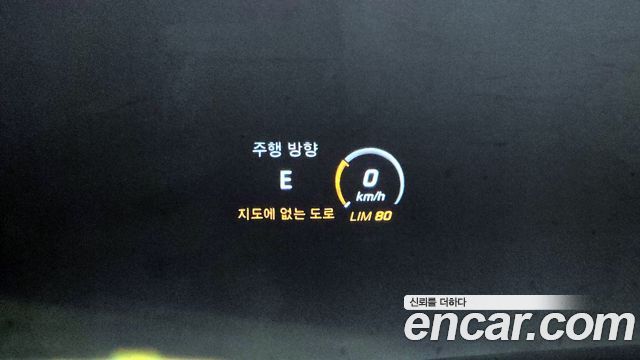 주행 방향
E
0
km/h
지도에 없는 도로
LIM 80
신뢰를 더하다
encar.com